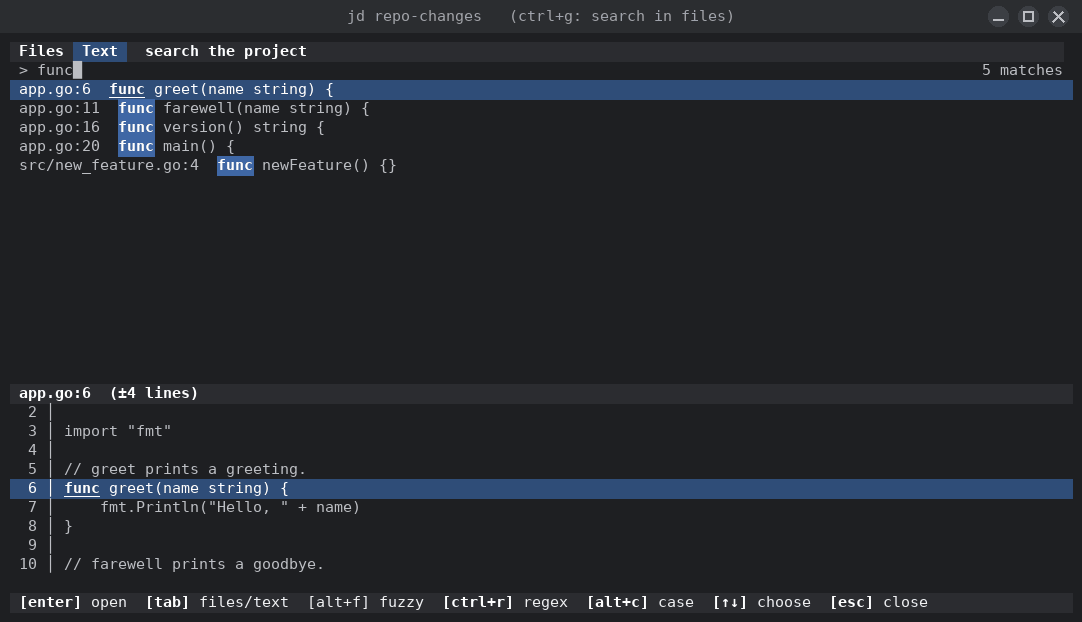 jd repo-changes   (ctrl+g: search in files)
Files  Text   search the project
> func   5 matches
app.go:6  func greet(name string) {
app.go:11  func farewell(name string) {
app.go:16  func version() string {
app.go:20  func main() {
src/new_feature.go:4  func newFeature() {}
app.go:6  (±4 lines)
2 │
3 │ import "fmt"
4 │
5 │ // greet prints a greeting.
6 │ func greet(name string) {
7 │     fmt.Println("Hello, " + name)
8 │ }
9 │
10 │ // farewell prints a goodbye.
[enter] open  [tab] files/text  [alt+f] fuzzy  [ctrl+r] regex  [alt+c] case  [↑↓] choose  [esc] close